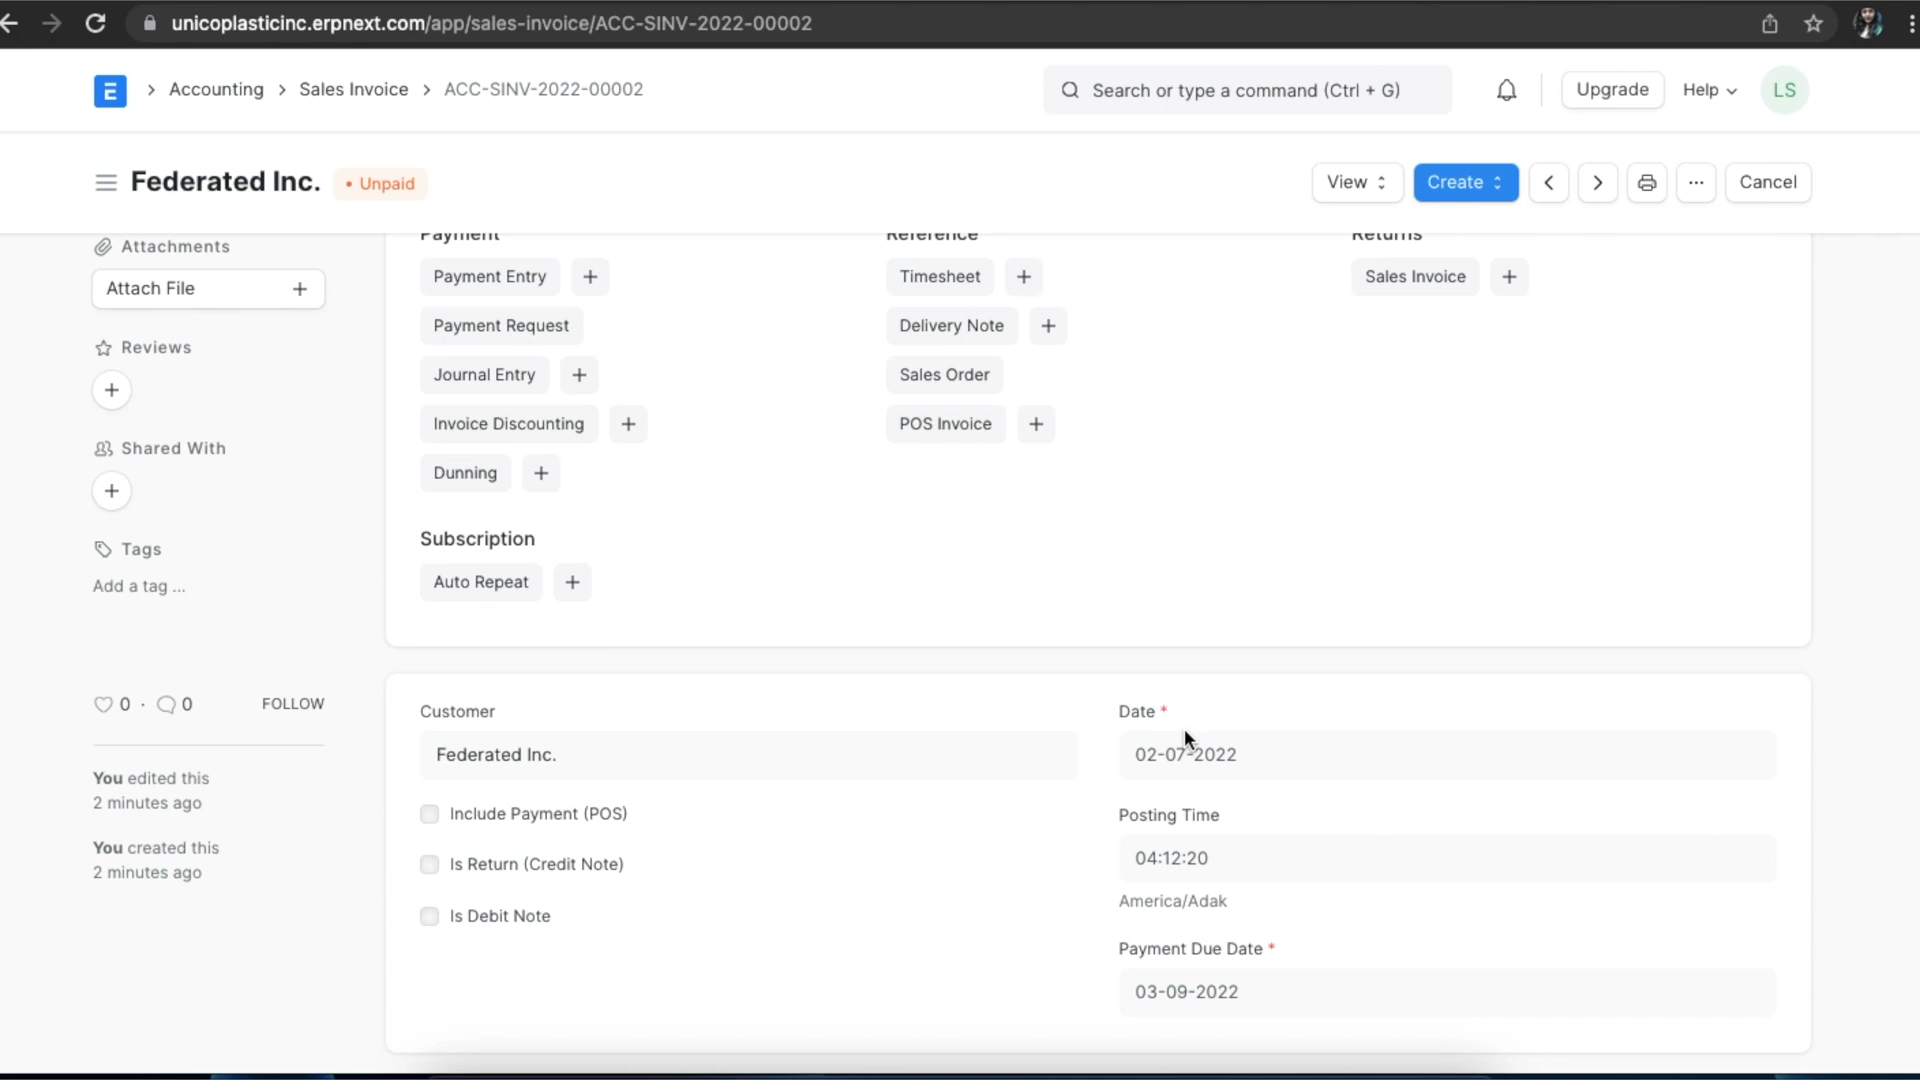 unicoplasticinc.erpnext.com/app/sales-invoice/ACC-SINV-2022-00002
E
Accounting
Sales Invoice
ACC-SINV-2022-00002
Search or type a command (Ctrl + G)
Upgrade
Help
LS
Federated Inc.
• Unpaid
View
Create
Cancel
Attachments
Attach File
Reviews
Shared With
Tags
Add a tag ...
0 · 0
FOLLOW
You edited this
2 minutes ago
You created this
2 minutes ago
Payment
Payment Entry
Payment Request
Journal Entry
Invoice Discounting
Dunning
Reference
Timesheet
Delivery Note
Sales Order
POS Invoice
Returns
Sales Invoice
Subscription
Auto Repeat
Customer
Federated Inc.
Include Payment (POS)
Is Return (Credit Note)
Is Debit Note
Date *
02-07-2022
Posting Time
04:12:20
America/Adak
Payment Due Date *
03-09-2022